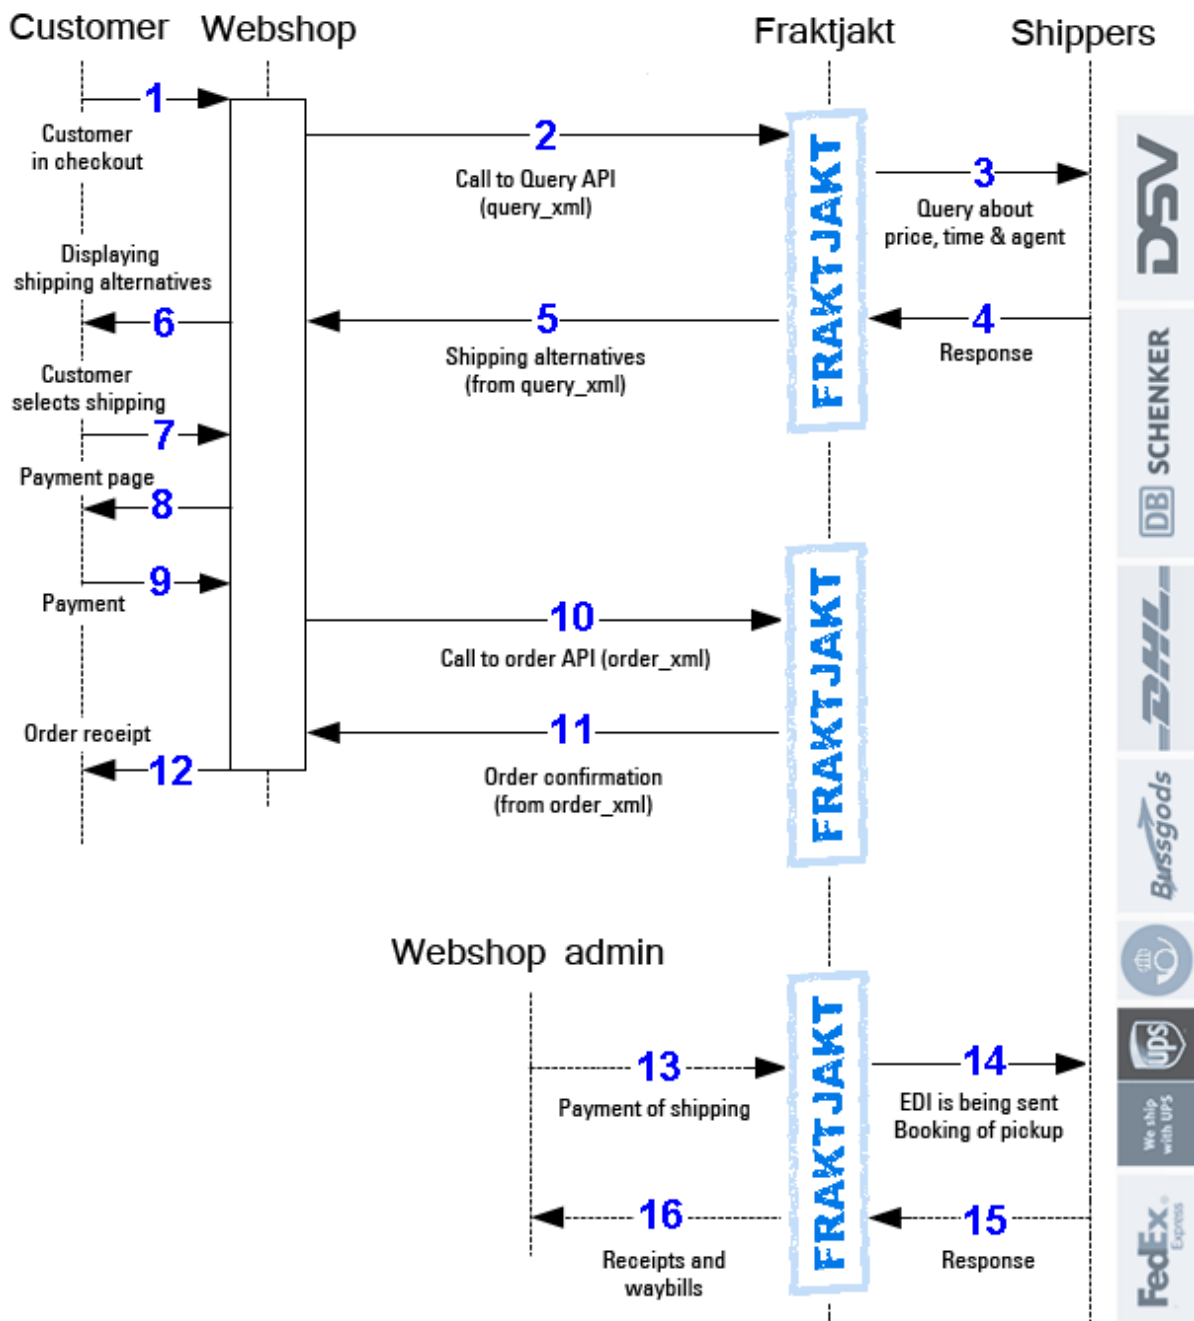 Customer Webshop Fraktjakt Shippers
1
Customer
in checkout
2
Call to Query API
(query_xml)
3
Query about
price, time & agent
4
Response
5
Shipping alternatives
(from query_xml)
Displaying
shipping alternatives
6
Customer
selects shipping
7
Payment page
8
9
Payment
10
Call to order API (order_xml)
11
Order confirmation
(from order_xml)
Order receipt
12
Webshop admin
13
Payment of shipping
14
EDI is being sent
Booking of pickup
15
Response
16
Receipts and
waybills
FRAKTJAKT
FRAKTJAKT
FRAKTJAKT
DSV
DB SCHENKER
DHL
Bussgods
ups
We ship
with UPS
FedEx®
Express